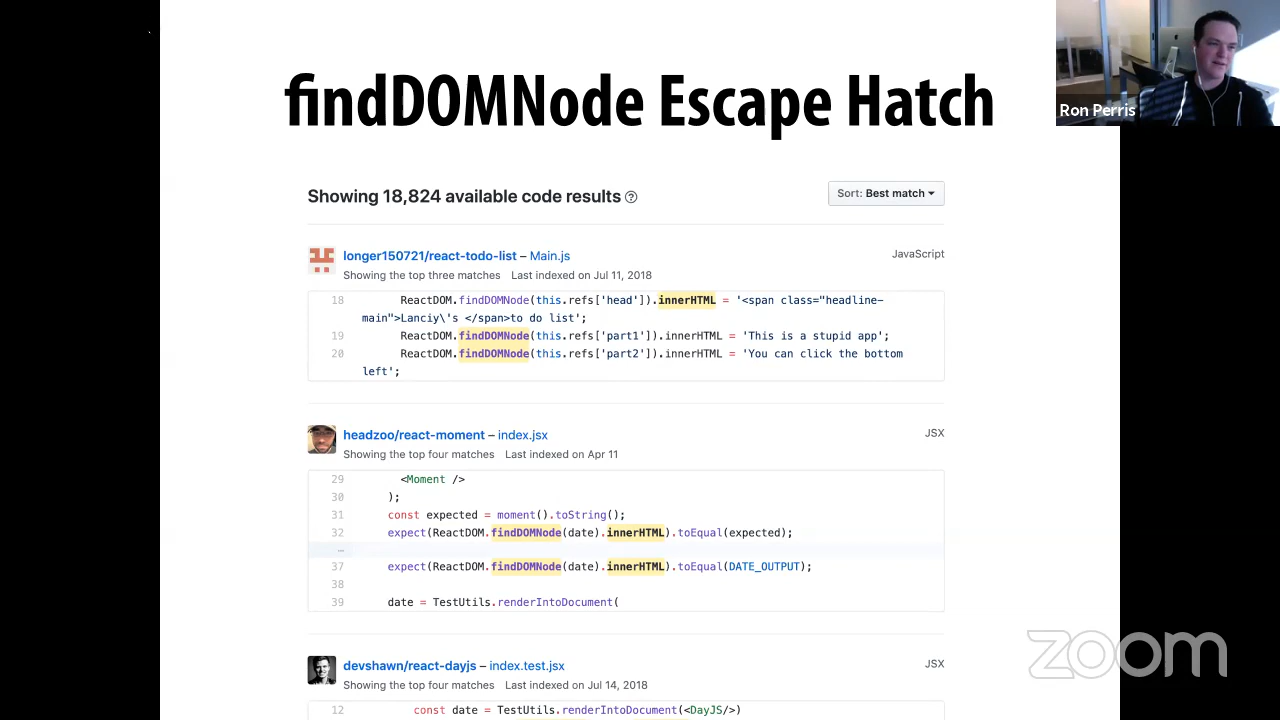 findDOMNode Escape Hatch
Ron Perris
Showing 18,824 available code results ?
Sort: Best match
longer150721/react-todo-list – Main.js
JavaScript
Showing the top three matches Last indexed on Jul 11, 2018
18 ReactDOM.findDOMNode(this.refs['head']).innerHTML = '<span class="headline-
main">Lanciy\'s </span>to do list';
19 ReactDOM.findDOMNode(this.refs['part1']).innerHTML = 'This is a stupid app';
20 ReactDOM.findDOMNode(this.refs['part2']).innerHTML = 'You can click the bottom
left';
headzoo/react-moment – index.jsx
JSX
Showing the top four matches Last indexed on Apr 11
29 <Moment />
30 );
31 const expected = moment().toString();
32 expect(ReactDOM.findDOMNode(date).innerHTML).toEqual(expected);
…
37 expect(ReactDOM.findDOMNode(date).innerHTML).toEqual(DATE_OUTPUT);
38
39 date = TestUtils.renderIntoDocument(
devshawn/react-dayjs – index.test.jsx
JSX
Showing the top four matches Last indexed on Jul 14, 2018
12 const date = TestUtils.renderIntoDocument(<DayJS/>)
zoom